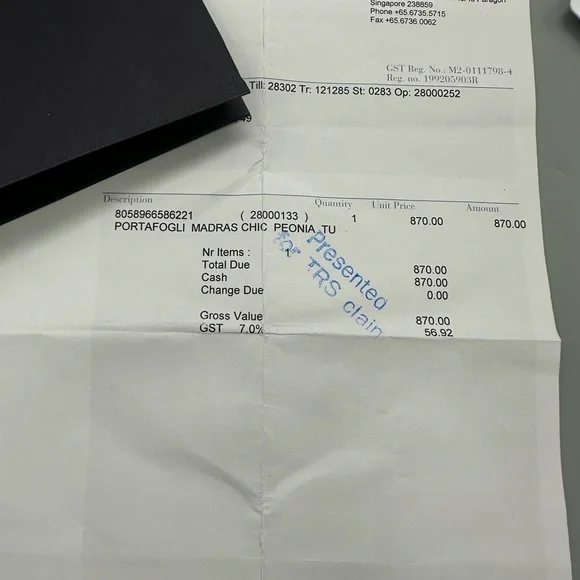 Paragon
Singapore 238859
Phone +65.6735.5715
Fax +65.6736.0062
GST Reg. No.: M2-0111798-4
Reg. no. 199205903R
Till: 28302 Tr: 121285 St: 0283 Op: 28000252
49
Description Quantity Unit Price Amount
8058966586221 ( 28000133 ) 1 870.00 870.00
PORTAFOGLI MADRAS CHIC PEONIA TU
Nr Items :
Total Due 870.00
Cash 870.00
Change Due 0.00
Gross Value 870.00
GST 7.0% 56.92
Presented
for TRS claim